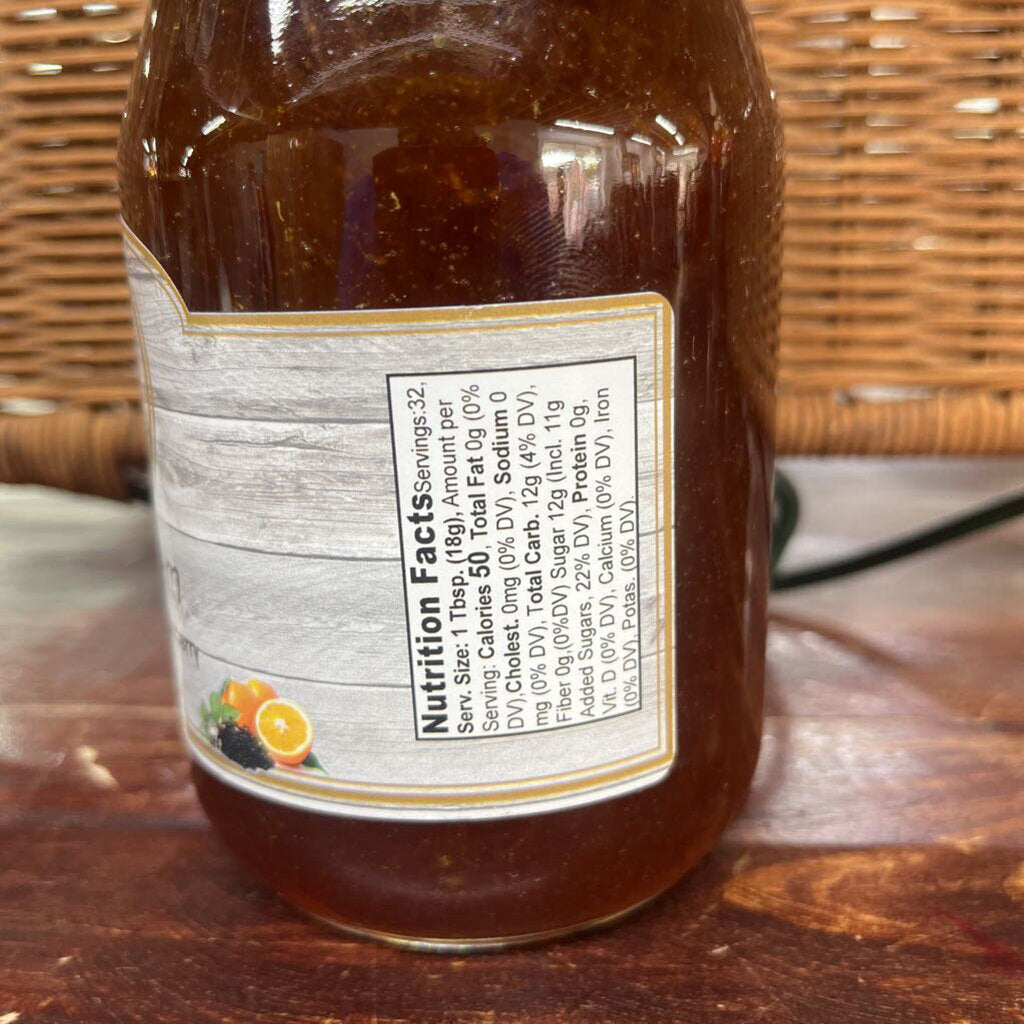 Nutrition Facts Servings:32,
Serv. Size: 1 Tbsp. (18g), Amount per
Serving: Calories 50, Total Fat 0g (0%
DV),Cholest. 0mg (0% DV), Sodium 0
mg (0% DV), Total Carb. 12g (4% DV),
Fiber 0g,(0%DV) Sugar 12g (Incl. 11g
Added Sugars, 22% DV), Protein 0g,
Vit. D (0% DV), Calcium (0% DV), Iron
(0% DV), Potas. (0% DV).